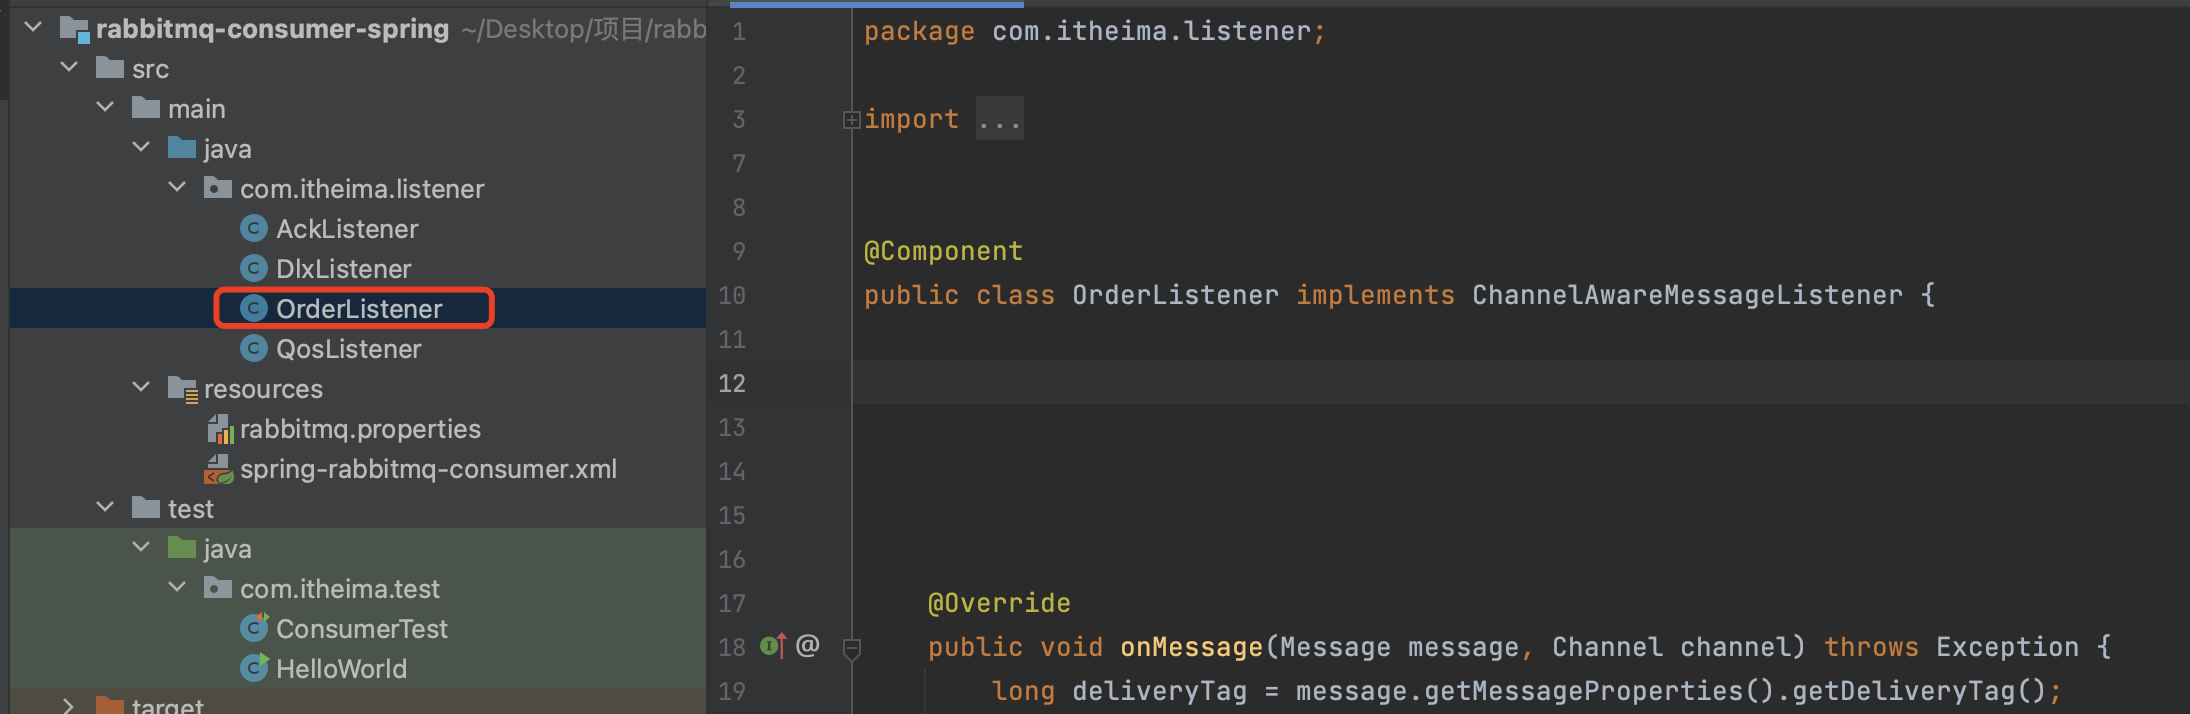 rabbitmq-consumer-spring ~/Desktop/项目/rabb
src
main
java
com.itheima.listener
AckListener
DlxListener
OrderListener
QosListener
resources
rabbitmq.properties
spring-rabbitmq-consumer.xml
test
java
com.itheima.test
ConsumerTest
HelloWorld
target
1 package com.itheima.listener;
2
3 import ...
7
8
9 @Component
10 public class OrderListener implements ChannelAwareMessageListener {
11
12
13
14
15
16
17 @Override
18 @ public void onMessage(Message message, Channel channel) throws Exception {
19 long deliveryTag = message.getMessageProperties().getDeliveryTag();